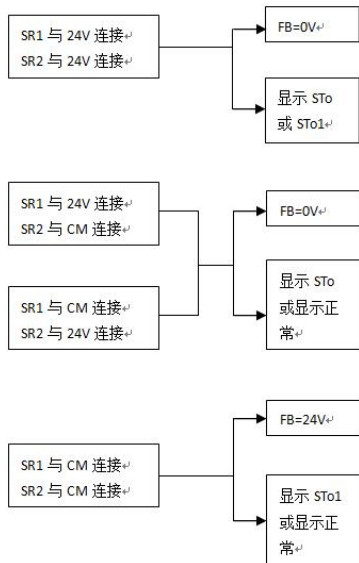 SR1 与 24V 连接
SR2 与 24V 连接
FB=0V
显示 STo
或 STo1
SR1 与 24V 连接
SR2 与 CM 连接
SR1 与 CM 连接
SR2 与 24V 连接
FB=0V
显示 STo
或显示正
常
SR1 与 CM 连接
SR2 与 CM 连接
FB=24V
显示 STo1
或显示正
常